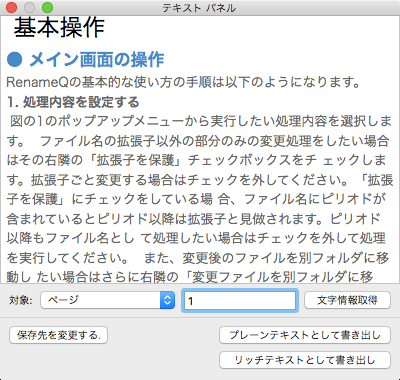 テキスト パネル
基本操作
● メイン画面の操作
RenameQの基本的な使い方の手順は以下のようになります。
1. 処理内容を設定する
図の1のポップアップメニューから実行したい処理内容を選択しま
す。 ファイル名の拡張子以外の部分のみの変更処理をしたい場合
はその右隣の「拡張子を保護」チェックボックスをチ ェックしま
す。拡張子ごと変更する場合はチェックを外してください。「拡張
子を保護」にチェックをしている場 合、ファイル名にピリオドが
含まれているとピリオド以降は拡張子と見做されます。ピリオド
以降もファイル名とし て処理したい場合はチェックを外して処理
を実行してください。 また、変更後のファイルを別フォルダに移
動し たい場合はさらに右隣の「変更ファイルを別フォルダに移
対象: ページ 1 文字情報取得
保存先を変更する. プレーンテキストとして書き出し
リッチテキストとして書き出し